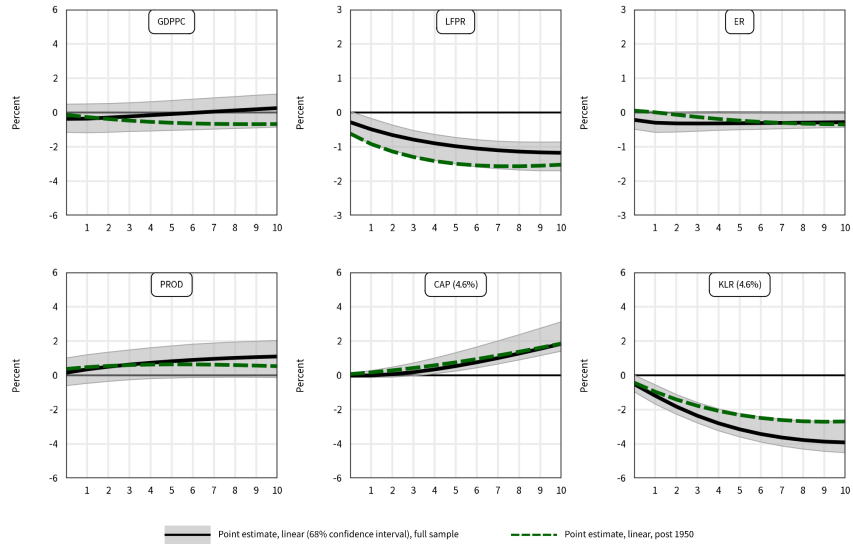 GDPPC
LFPR
ER
Percent
6
4
2
0
-2
-4
-6
1 2 3 4 5 6 7 8 9 10
Percent
3
2
1
0
-1
-2
-3
1 2 3 4 5 6 7 8 9 10
Percent
3
2
1
0
-1
-2
-3
1 2 3 4 5 6 7 8 9 10
PROD
CAP (4.6%)
KLR (4.6%)
Percent
6
4
2
0
-2
-4
-6
1 2 3 4 5 6 7 8 9 10
Percent
6
4
2
0
-2
-4
-6
1 2 3 4 5 6 7 8 9 10
Percent
6
4
2
0
-2
-4
-6
1 2 3 4 5 6 7 8 9 10
Point estimate, linear (68% confidence interval), full sample
Point estimate, linear, post 1950